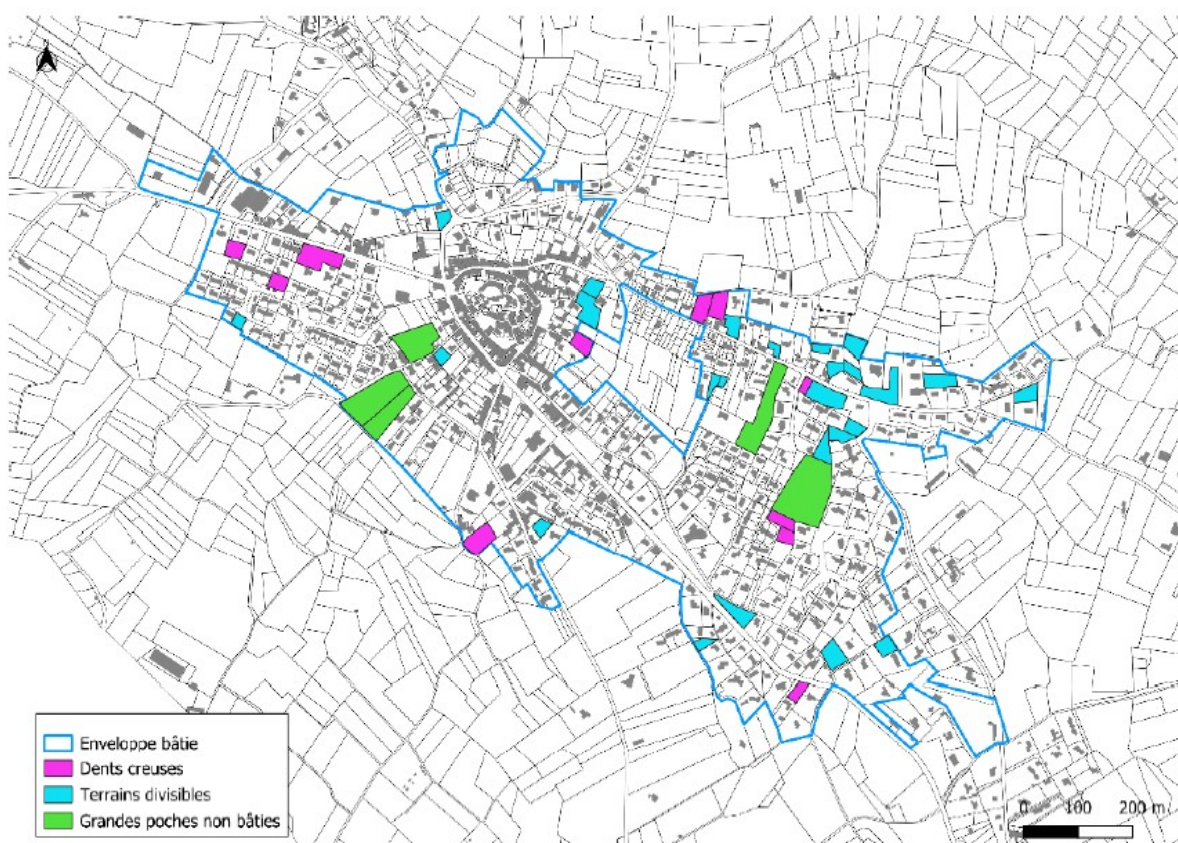 Enveloppe bâtie
Dents creuses
Terrains divisibles
Grandes poches non bâties
0 100 200 m